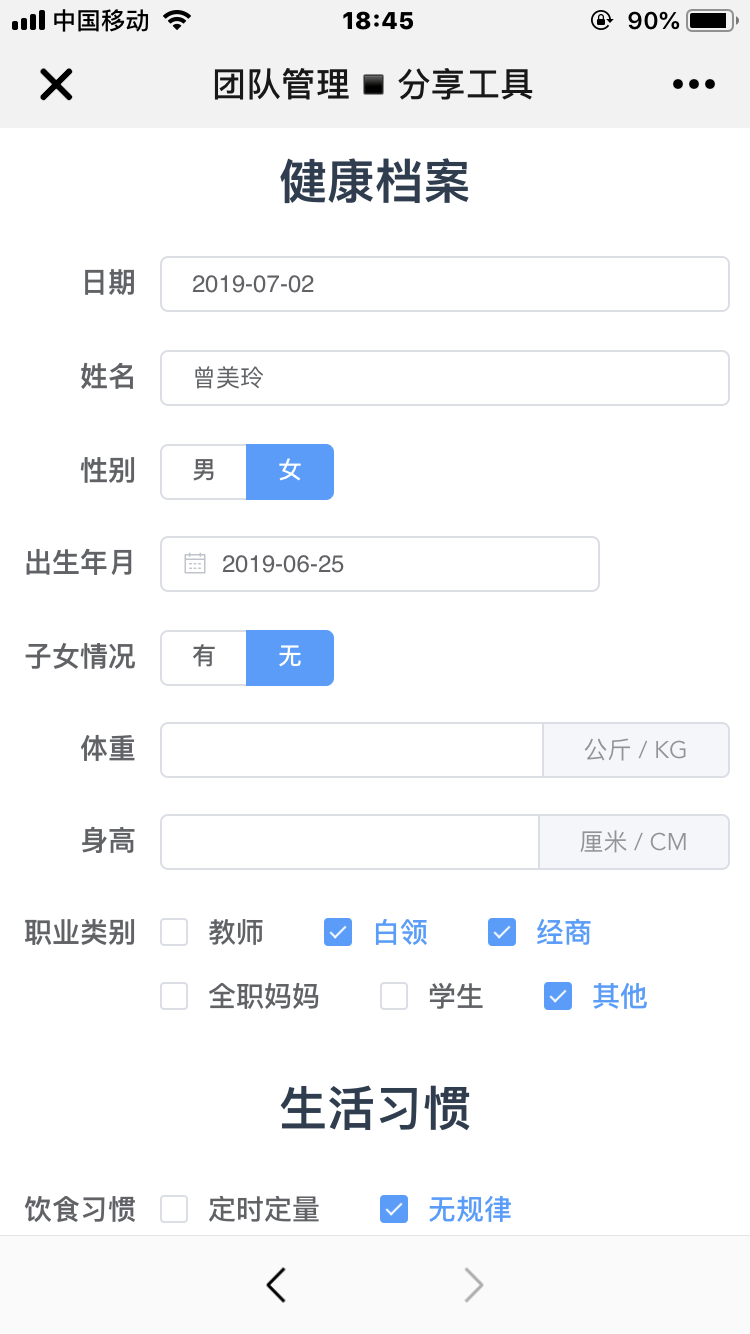 中国移动 18:45 90%
团队管理 ▪ 分享工具
健康档案
日期 2019-07-02
姓名 曾美玲
性别 男 女
出生年月 2019-06-25
子女情况 有 无
体重 公斤 / KG
身高 厘米 / CM
职业类别 教师 白领 经商
全职妈妈 学生 其他
生活习惯
饮食习惯 定时定量 无规律